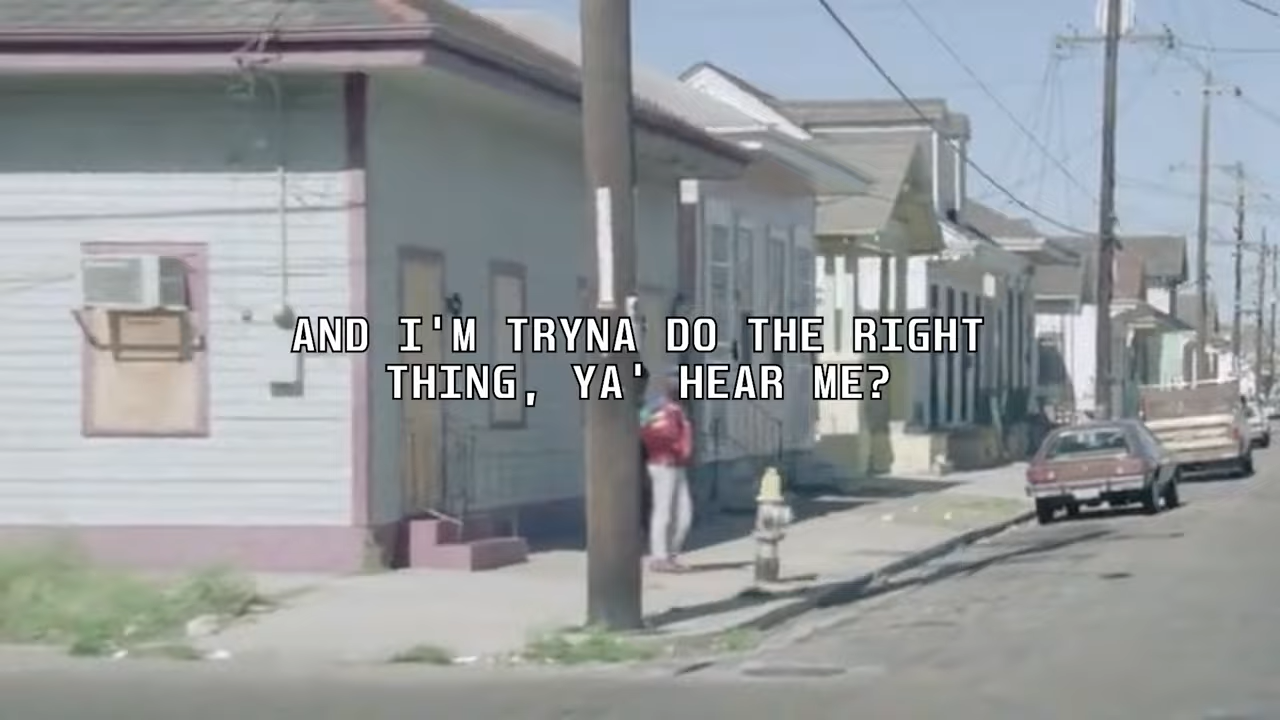 AND I'M TRYNA DO THE RIGHT
THING, YA' HEAR ME?